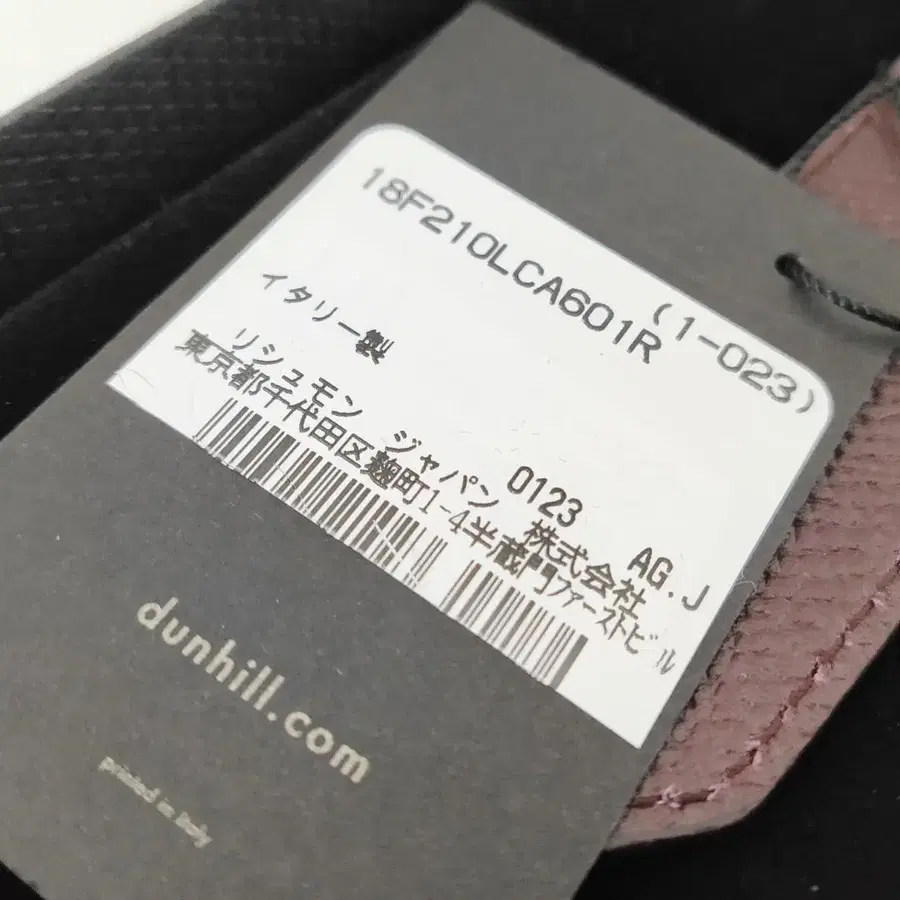 (1-023)
18F210LCA601R
イタリー製
0123 AG.J
リシュモン ジャパン 株式会社
東京都千代田区麹町1-4半蔵門ファーストビル
dunhill.com
printed in Italy